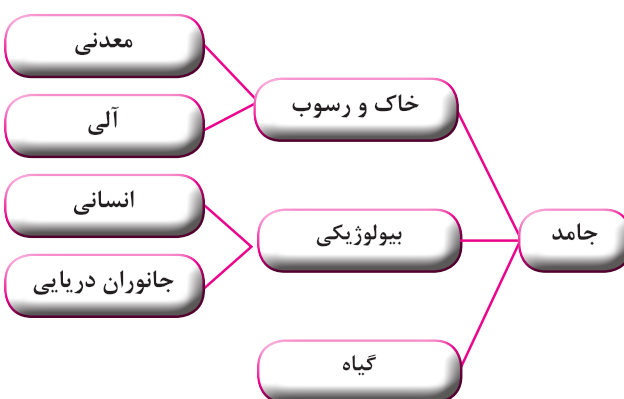 جامد
خاک و رسوب
معدنی
آلی
بیولوژیکی
انسانی
جانوران دریایی
گیاه